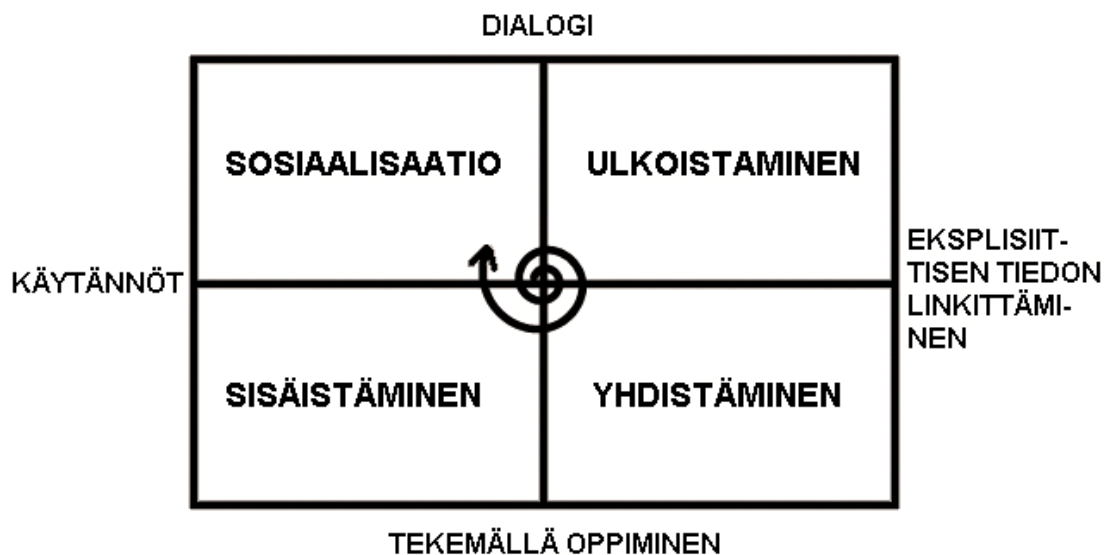 DIALOGI
SOSIAALISAATIO
ULKOISTAMINEN
KÄYTÄNNÖT
EKSPLISIIT-
TISEN TIEDON
LINKITTÄMI-
NEN
SISÄISTÄMINEN
YHDISTÄMINEN
TEKEMÄLLÄ OPPIMINEN